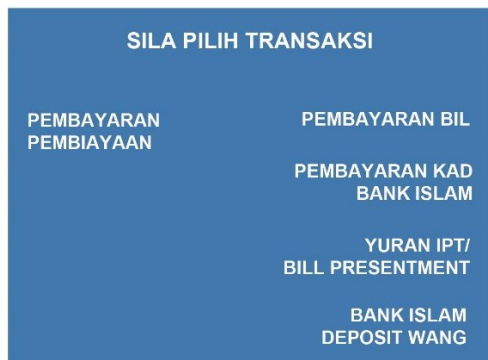 SILA PILIH TRANSAKSI
PEMBAYARAN
PEMBIAYAAN
PEMBAYARAN BIL
PEMBAYARAN KAD
BANK ISLAM
YURAN IPT/
BILL PRESENTMENT
BANK ISLAM
DEPOSIT WANG